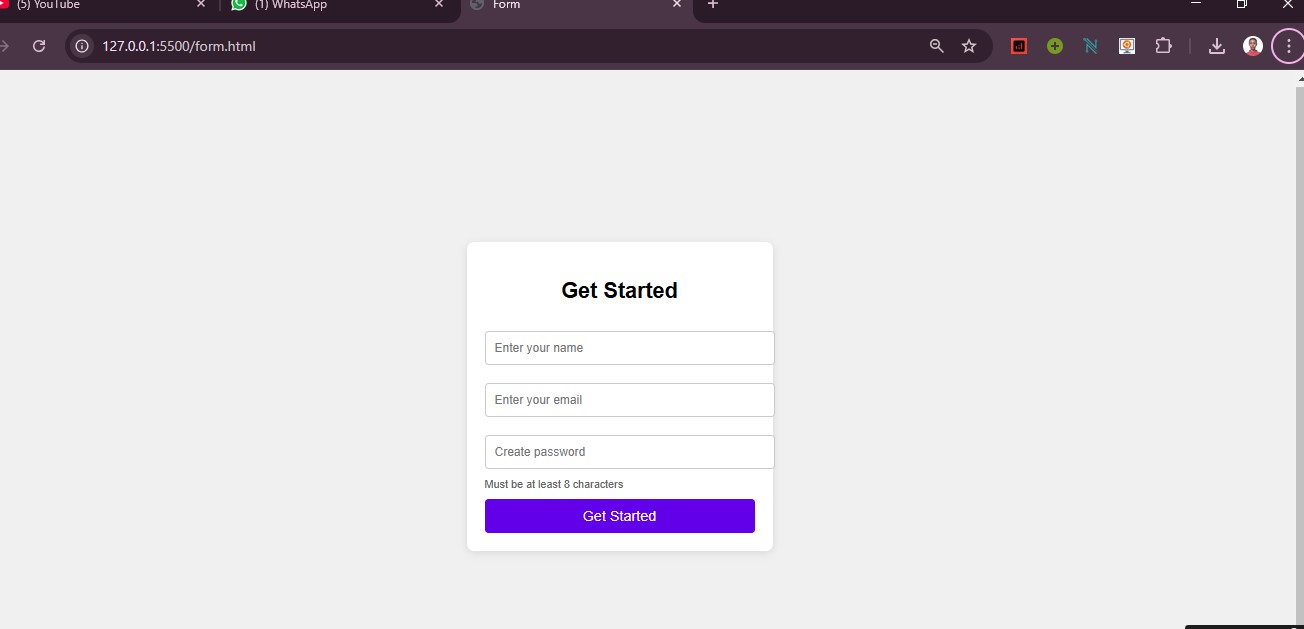 (5) YouTube
(1) WhatsApp
Form
127.0.0.1:5500/form.html
Get Started
Enter your name
Enter your email
Create password
Must be at least 8 characters
Get Started